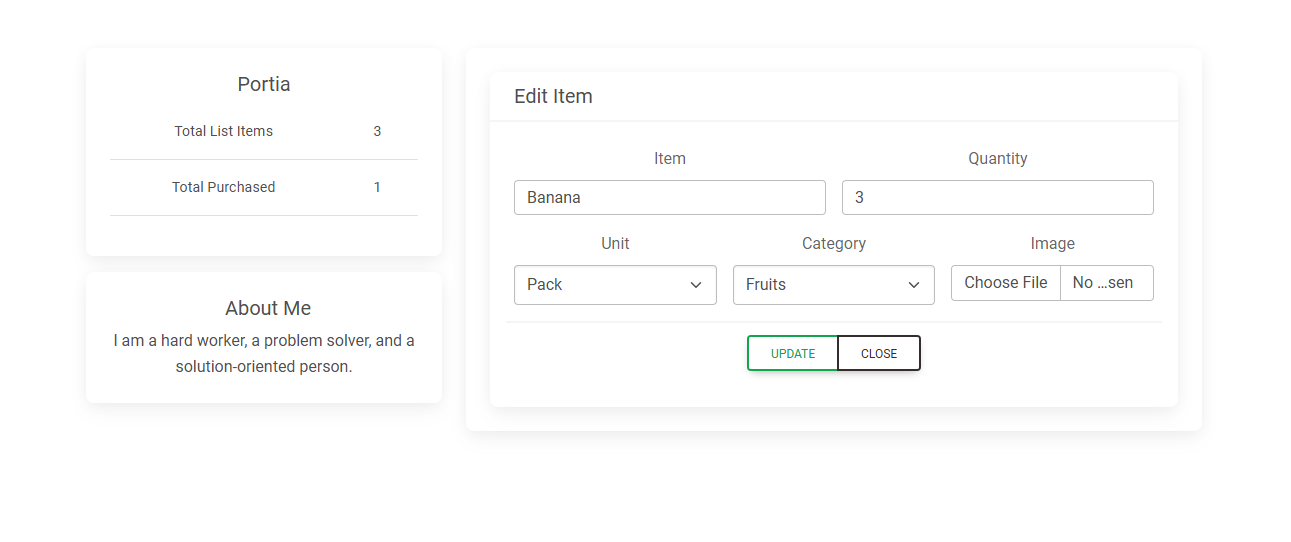 Portia
Total List Items 3
Total Purchased 1
About Me
I am a hard worker, a problem solver, and a
solution-oriented person.
Edit Item
Item Quantity
Banana 3
Unit Category Image
Pack Fruits Choose File No ...sen
UPDATE CLOSE